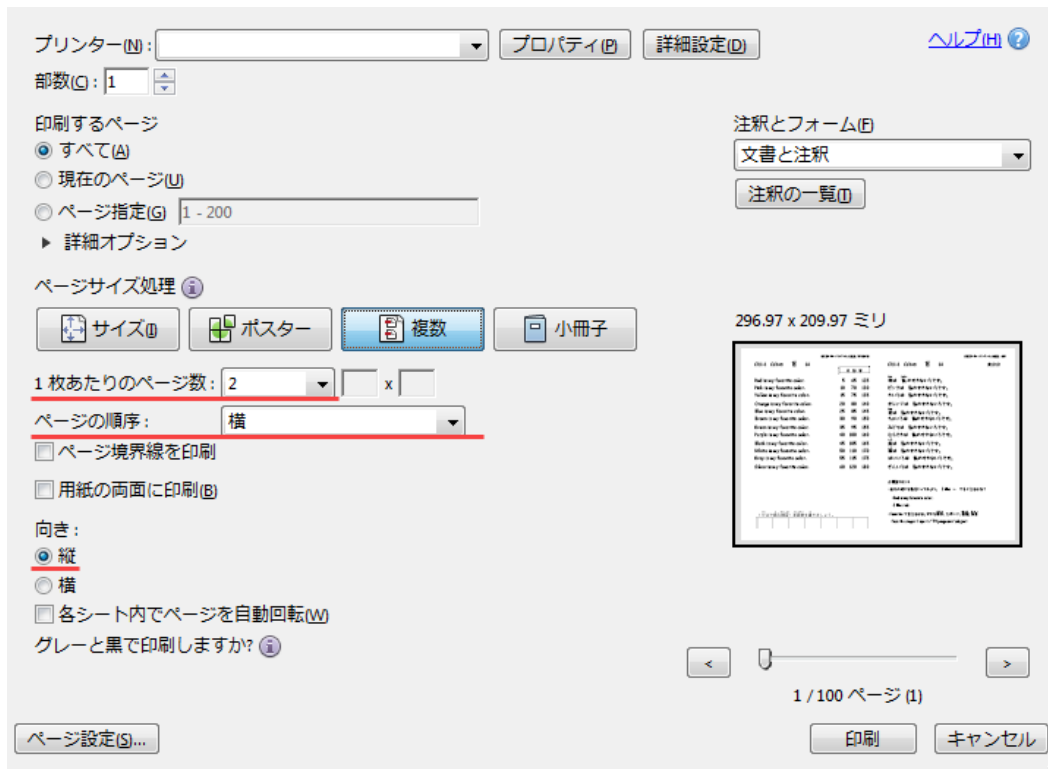 プリンター(N) : プロパティ(P) 詳細設定(D) ヘルプ(H)
部数(C) : 1
印刷するページ
すべて(A)
現在のページ(U)
ページ指定(G) 1 - 200
詳細オプション
注釈とフォーム(F)
文書と注釈
注釈の一覧(T)
ページサイズ処理
サイズ(I) ポスター 複数 小冊子
1 枚あたりのページ数 : 2 x
ページの順序 : 横
ページ境界線を印刷
用紙の両面に印刷(B)
向き :
縦
横
各シート内でページを自動回転(W)
グレーと黒で印刷しますか?
296.97 x 209.97 ミリ
< >
1 / 100 ページ (1)
ページ設定(S)... 印刷 キャンセル